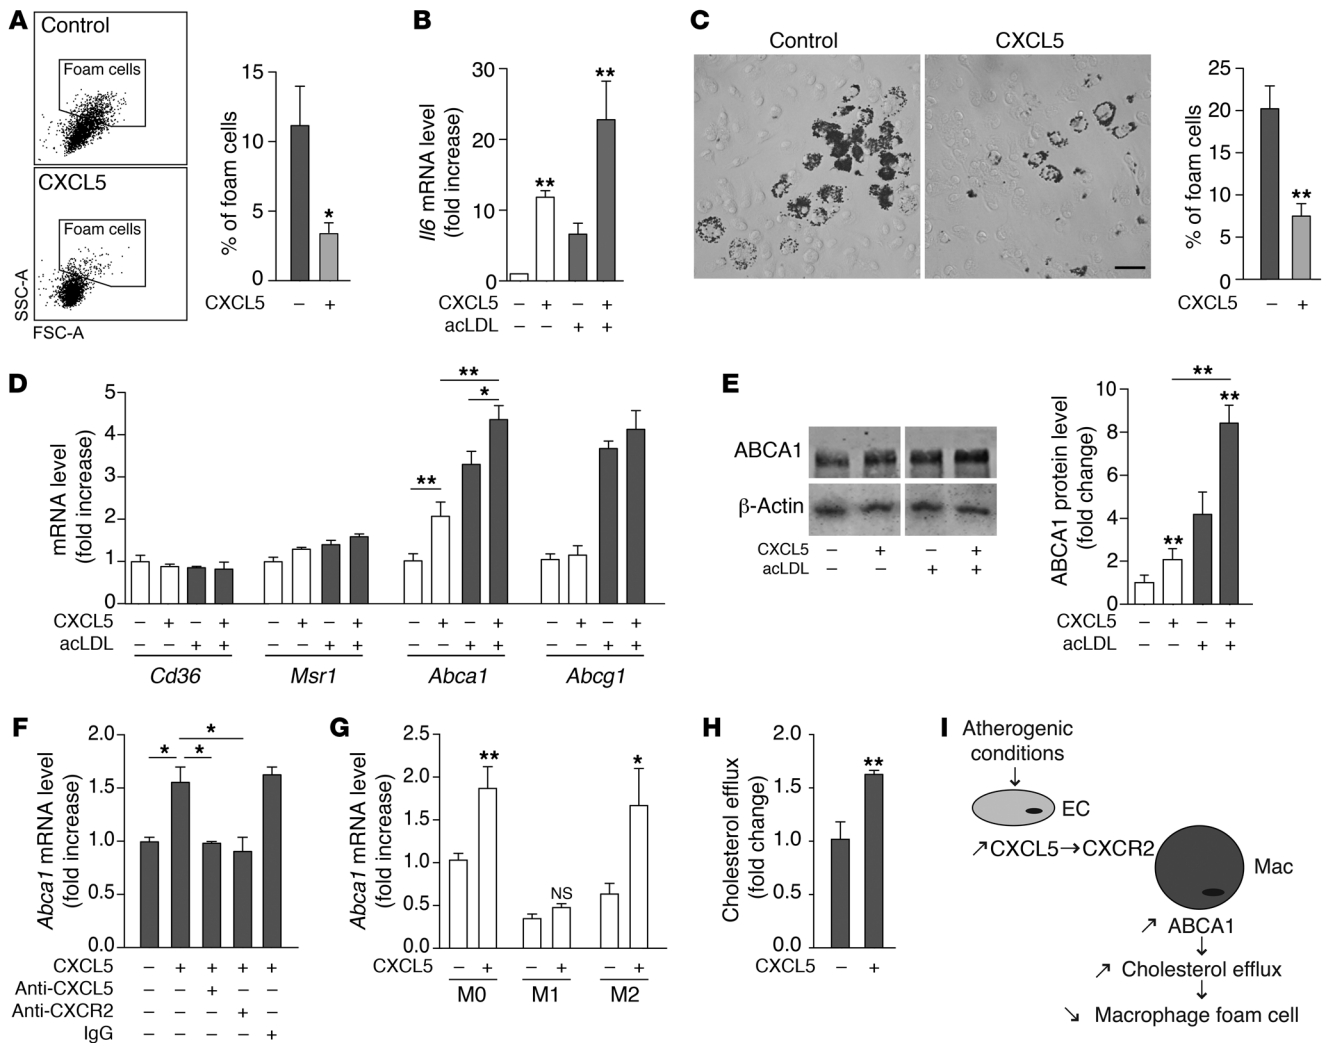 A
Control
Foam cells
CXCL5
Foam cells
SSC-A
FSC-A
% of foam cells
15
10
5
0
*
CXCL5 – +
B
Il6 mRNA level
(fold increase)
30
20
10
0
**
**
CXCL5 – + – +
acLDL – – + +
C
Control
CXCL5
% of foam cells
25
20
15
10
5
0
**
CXCL5 – +
D
mRNA level
(fold increase)
5
4
3
2
1
0
**
**
*
CXCL5 – + – + – + – + – + – + – + – +
acLDL – – + + – – + + – – + + – – + +
Cd36 Msr1 Abca1 Abcg1
E
ABCA1
β-Actin
CXCL5 – + – +
acLDL – – + +
ABCA1 protein level
(fold change)
10
8
6
4
2
0
**
**
**
CXCL5 – + – +
acLDL – – + +
F
Abca1 mRNA level
(fold increase)
2.0
1.5
1.0
0.5
0.0
*
* *
CXCL5 – + + + +
Anti-CXCL5 – – + – –
Anti-CXCR2 – – – + –
IgG – – – – +
G
Abca1 mRNA level
(fold increase)
2.5
2.0
1.5
1.0
0.5
0.0
**
NS
*
CXCL5 – + – + – +
M0 M1 M2
H
Cholesterol efflux
(fold change)
2.0
1.5
1.0
0.5
0.0
**
CXCL5 – +
I
Atherogenic
conditions
↓
EC
↗CXCL5→CXCR2
Mac
↗ ABCA1
↓
↗ Cholesterol efflux
↓
↘ Macrophage foam cell